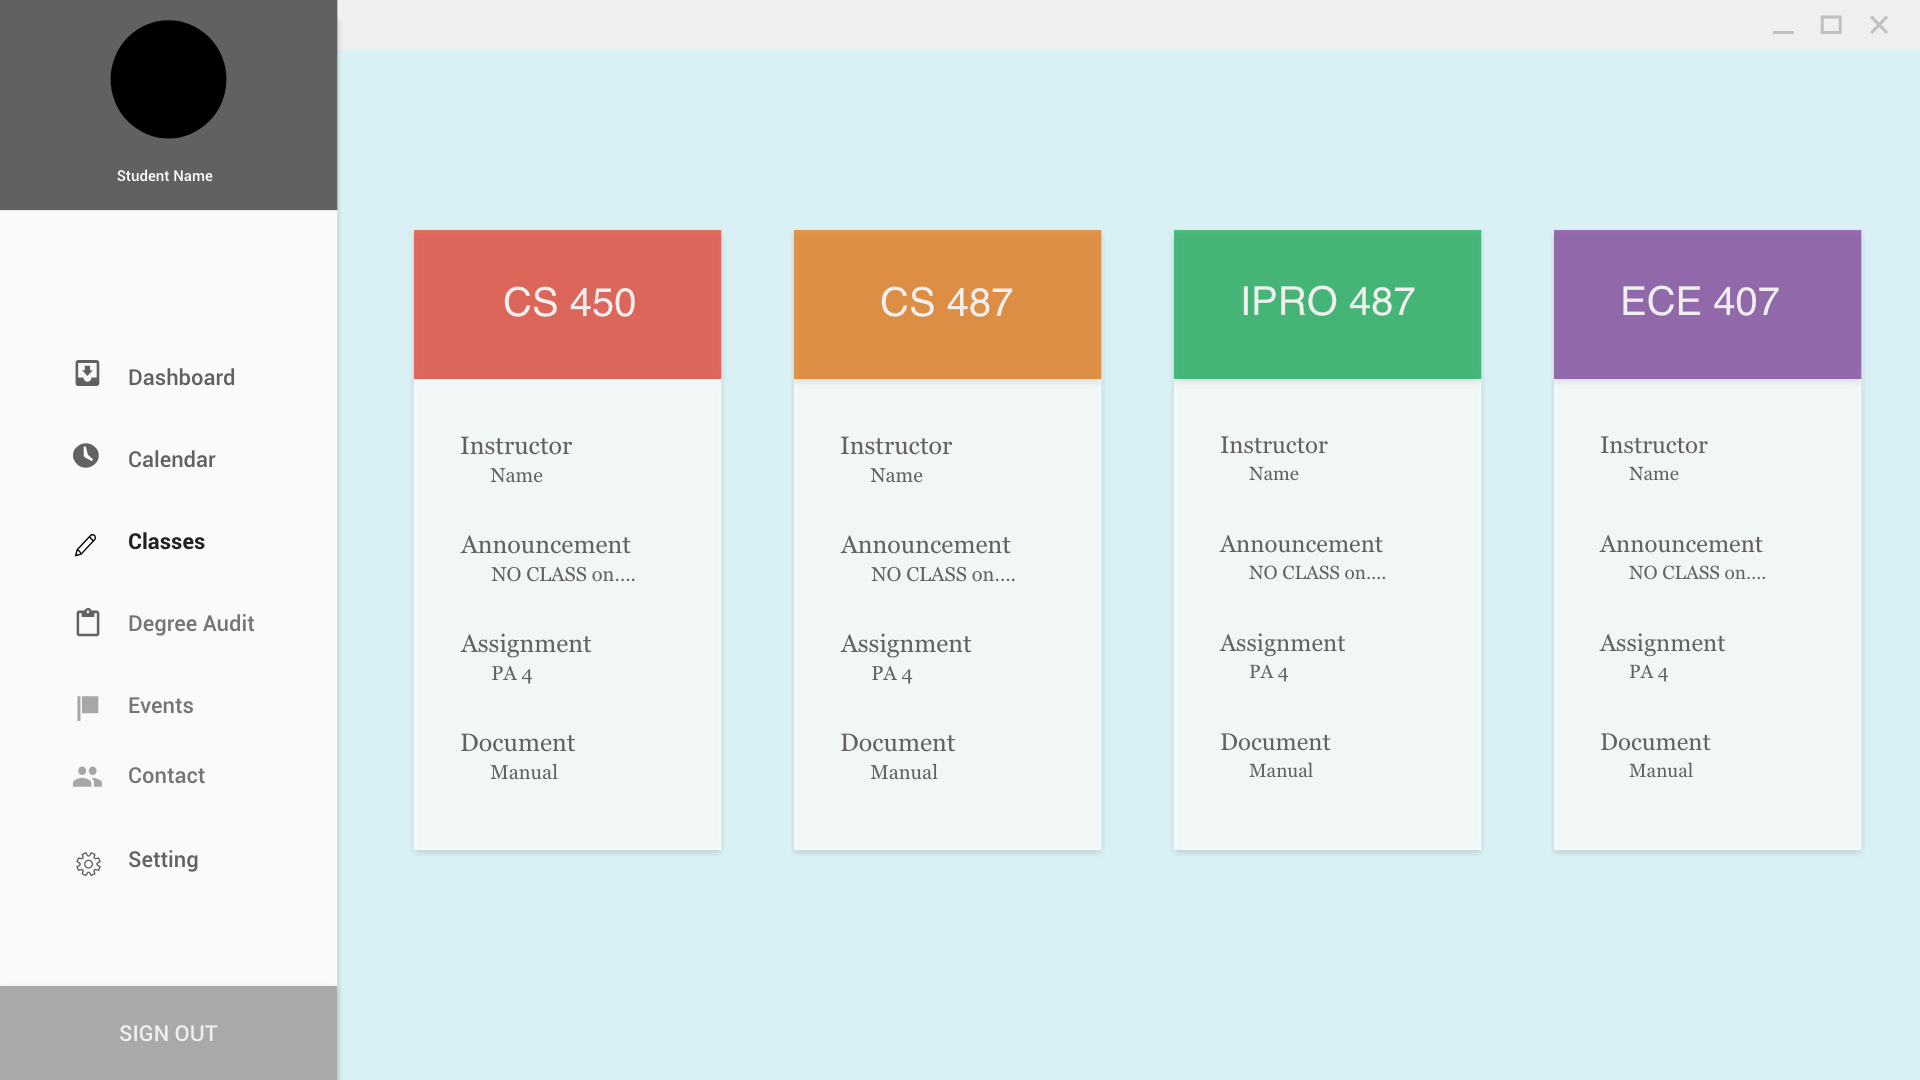 Student Name
Dashboard
Calendar
Classes
Degree Audit
Events
Contact
Setting
SIGN OUT
CS 450
Instructor
Name
Announcement
NO CLASS on....
Assignment
PA 4
Document
Manual
CS 487
Instructor
Name
Announcement
NO CLASS on....
Assignment
PA 4
Document
Manual
IPRO 487
Instructor
Name
Announcement
NO CLASS on....
Assignment
PA 4
Document
Manual
ECE 407
Instructor
Name
Announcement
NO CLASS on....
Assignment
PA 4
Document
Manual